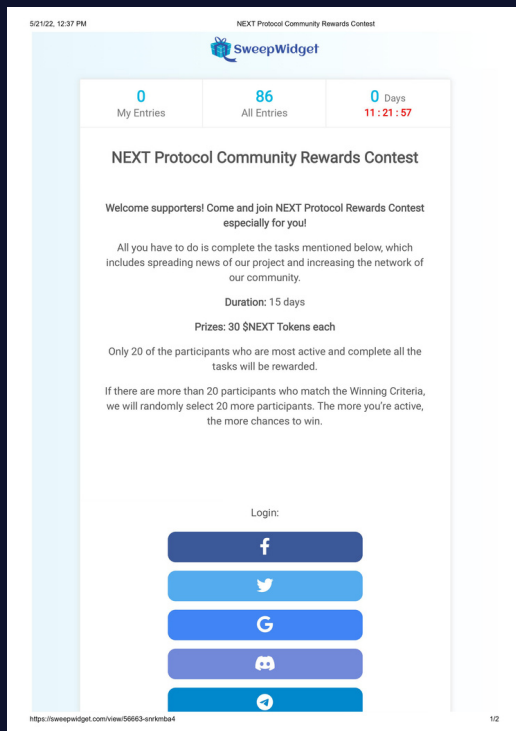 5/21/22, 12:37 PM NEXT Protocol Community Rewards Contest
SweepWidget
0 86 0 Days
My Entries All Entries 11 : 21 : 57
NEXT Protocol Community Rewards Contest
Welcome supporters! Come and join NEXT Protocol Rewards Contest
especially for you!
All you have to do is complete the tasks mentioned below, which
includes spreading news of our project and increasing the network of
our community.
Duration: 15 days
Prizes: 30 $NEXT Tokens each
Only 20 of the participants who are most active and complete all the
tasks will be rewarded.
If there are more than 20 participants who match the Winning Criteria,
we will randomly select 20 more participants. The more you're active,
the more chances to win.
Login:
https://sweepwidget.com/view/56663-snrkmba4 1/2